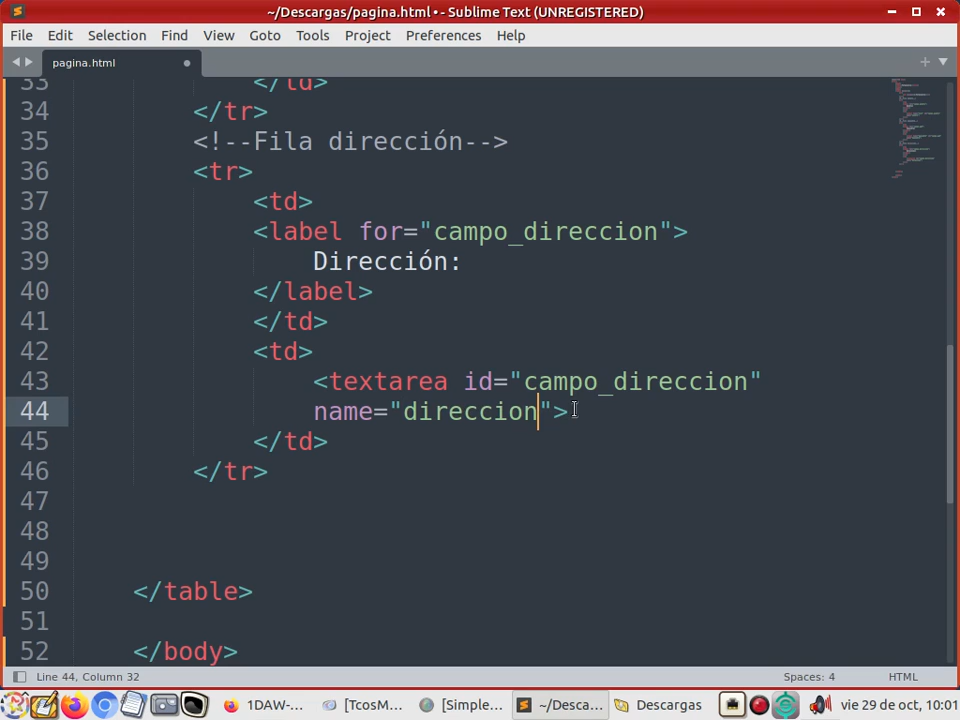 ~/Descargas/pagina.html • - Sublime Text (UNREGISTERED)
File Edit Selection Find View Goto Tools Project Preferences Help
pagina.html
33 </td>
34 </tr>
35 <!--Fila dirección-->
36 <tr>
37 <td>
38 <label for="campo_direccion">
39 Dirección:
40 </label>
41 </td>
42 <td>
43 <textarea id="campo_direccion"
44 name="direccion">
45 </td>
46 </tr>
47
48
49
50 </table>
51
52 </body>
Line 44, Column 32 Spaces: 4 HTML
1DAW-... [TcosM... [Simple... ~/Desca... Descargas vie 29 de oct, 10:01